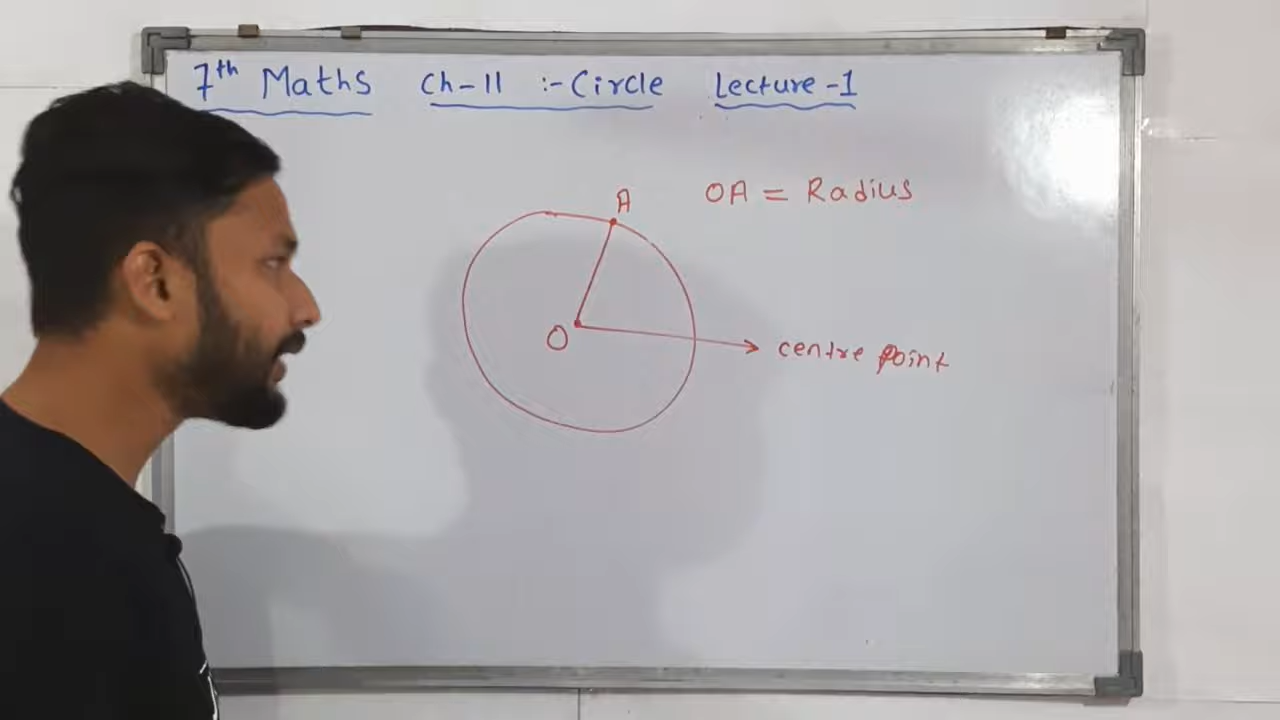 7th Maths Ch-11 :- Circle Lecture -1
A OA = Radius
O centre point